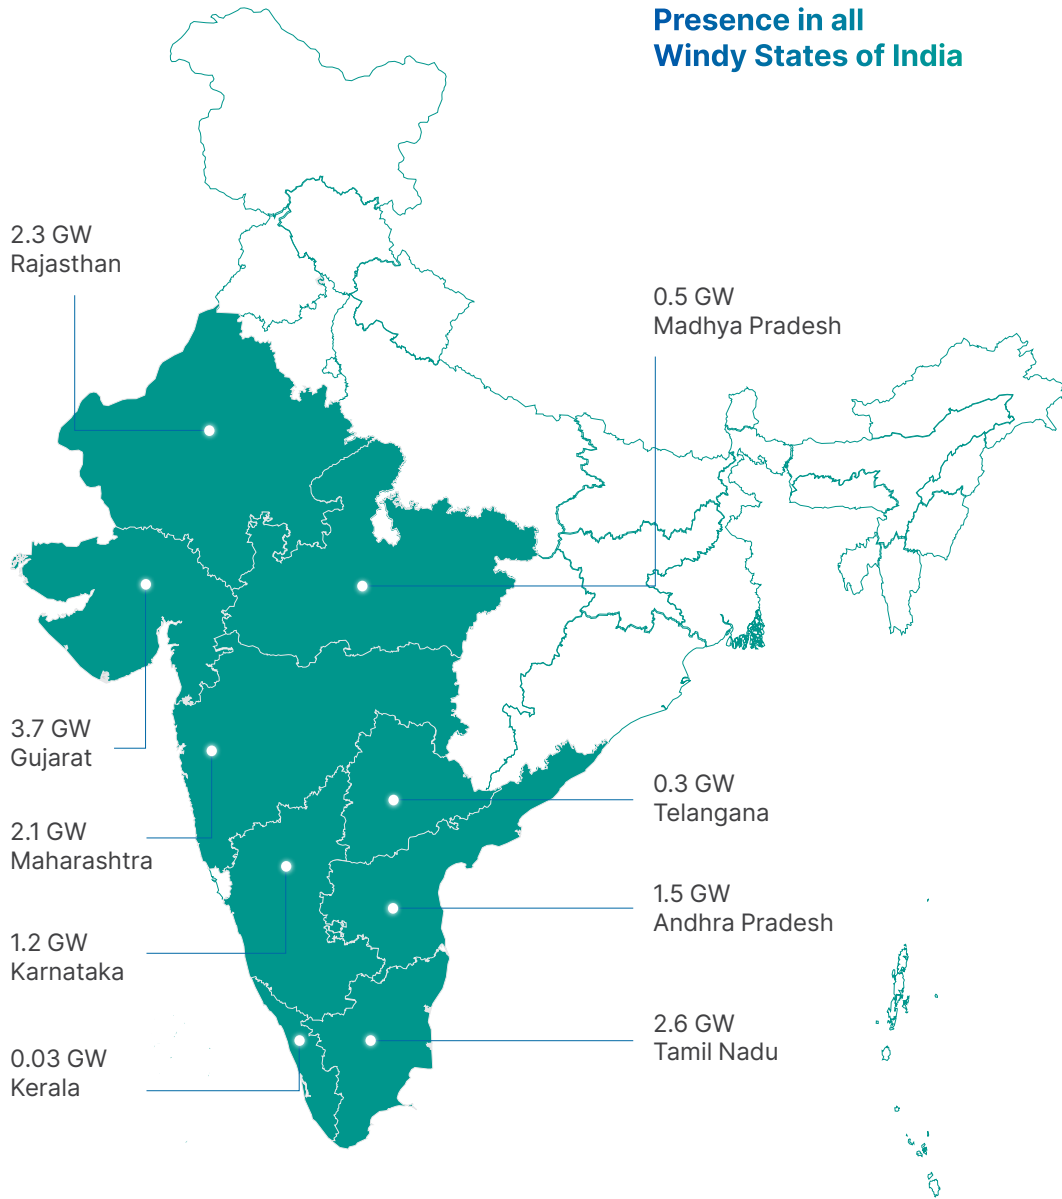 Presence in all
Windy States of India
2.3 GW
Rajasthan
0.5 GW
Madhya Pradesh
3.7 GW
Gujarat
2.1 GW
Maharashtra
0.3 GW
Telangana
1.5 GW
Andhra Pradesh
1.2 GW
Karnataka
2.6 GW
Tamil Nadu
0.03 GW
Kerala